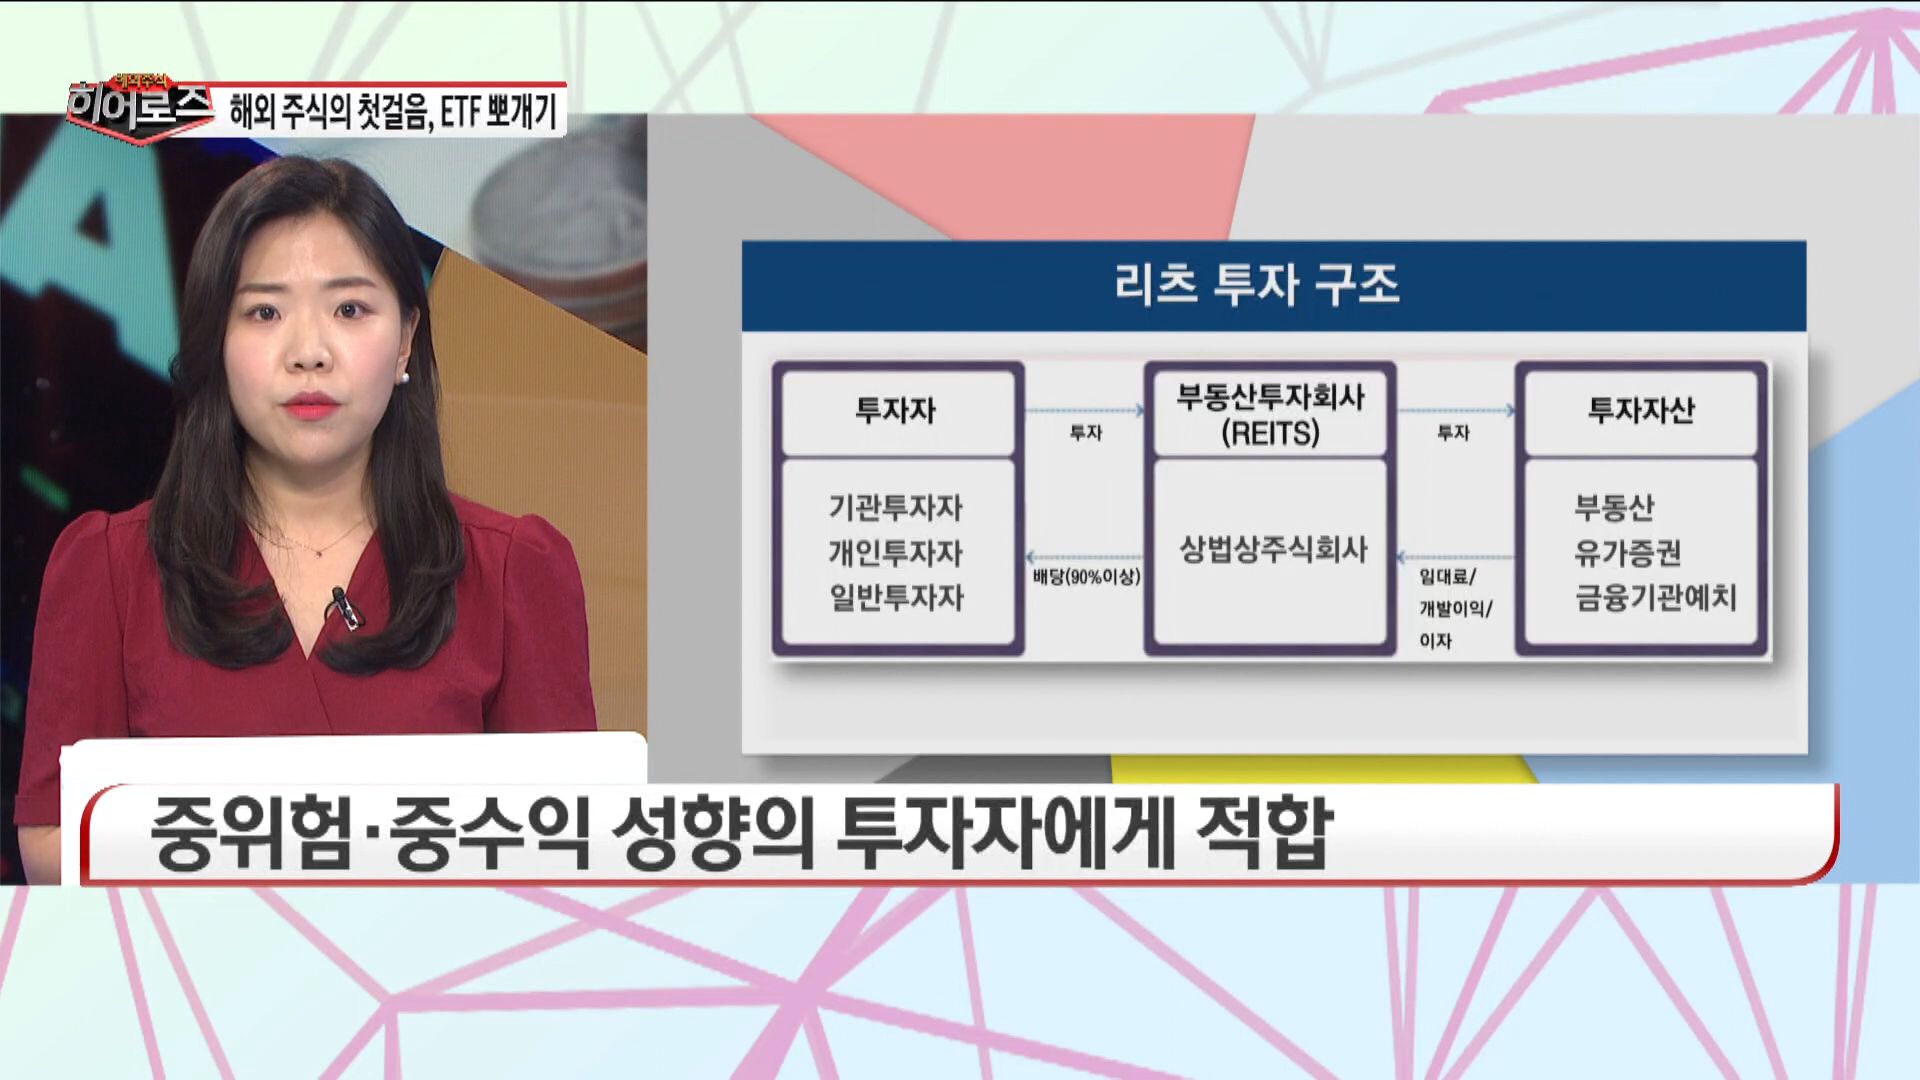 해외주식
히어로즈
해외 주식의 첫걸음, ETF 뽀개기
A
리츠 투자 구조
투자자
기관투자자
개인투자자
일반투자자
투자
배당(90%이상)
부동산투자회사
(REITS)
상법상주식회사
투자
임대료/
개발이익/
이자
투자자산
부동산
유가증권
금융기관예치
중위험·중수익 성향의 투자자에게 적합